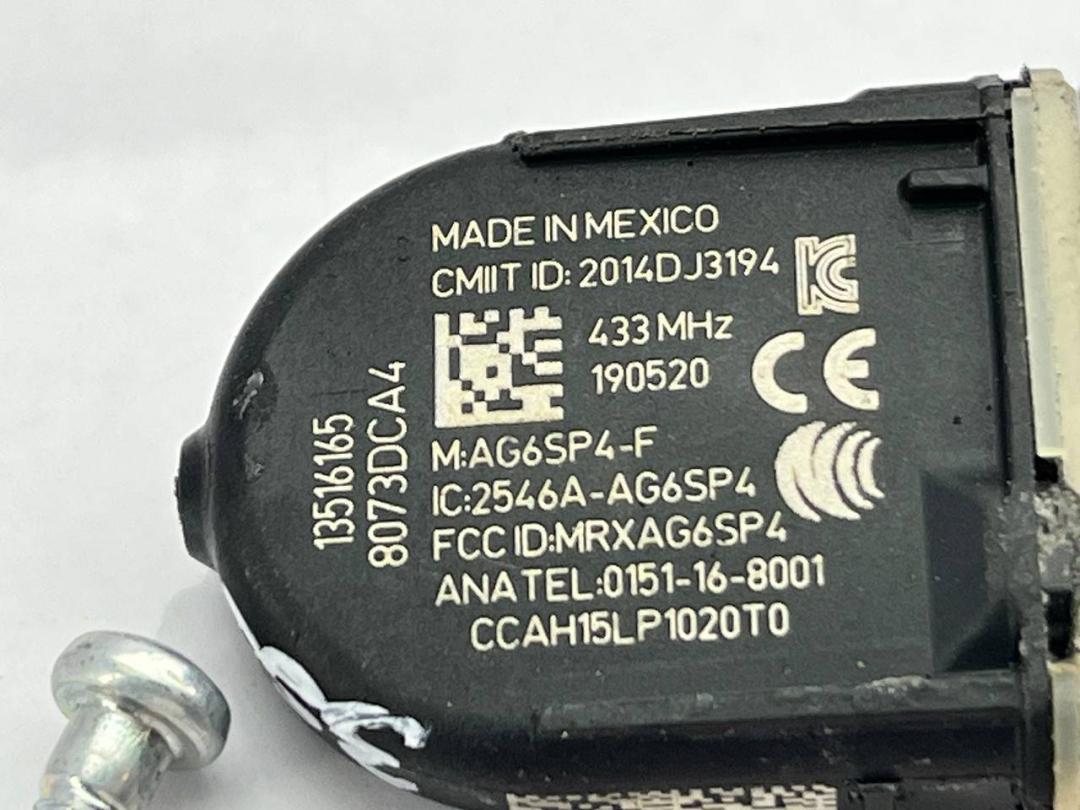 MADE IN MEXICO
CMIIT ID: 2014DJ3194
433 MHz
190520
CE
M:AG6SP4-F
IC:2546A-AG6SP4
FCC ID:MRXAG6SP4
ANATEL:0151-16-8001
CCAH15LP1020T0
13516165
8073DCA4